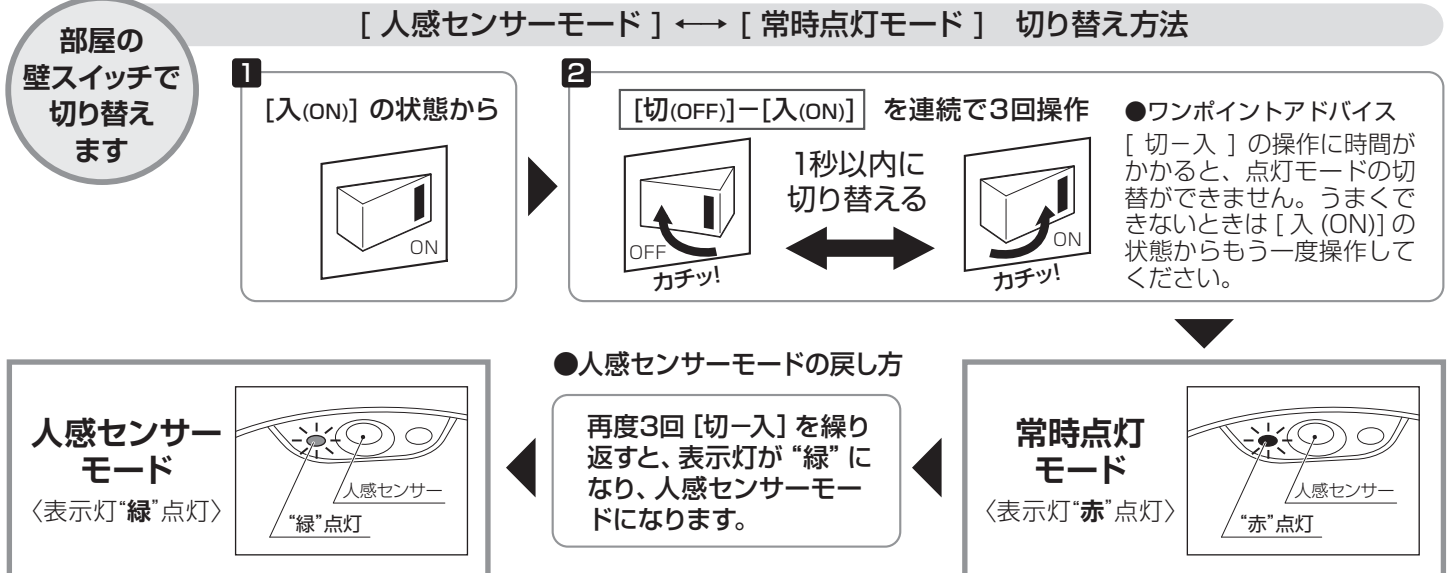 [ 人感センサーモード ] ←→ [ 常時点灯モード ] 切り替え方法
部屋の
壁スイッチで
切り替え
ます
1
[入(ON)] の状態から
ON
2
[切(OFF)]ー[入(ON)] を連続で3回操作
OFF
カチッ!
1秒以内に
切り替える
ON
カチッ!
●ワンポイントアドバイス
[ 切ー入 ] の操作に時間が
かかると、点灯モードの切
替ができません。うまくで
きないときは [ 入 (ON)] の
状態からもう一度操作して
ください。
常時点灯
モード
〈表示灯“赤”点灯〉
人感センサー
“赤”点灯
●人感センサーモードの戻し方
再度3回 [切ー入] を繰り
返すと、表示灯が “緑” に
なり、人感センサーモー
ドになります。
人感センサー
モード
〈表示灯“緑”点灯〉
人感センサー
“緑”点灯